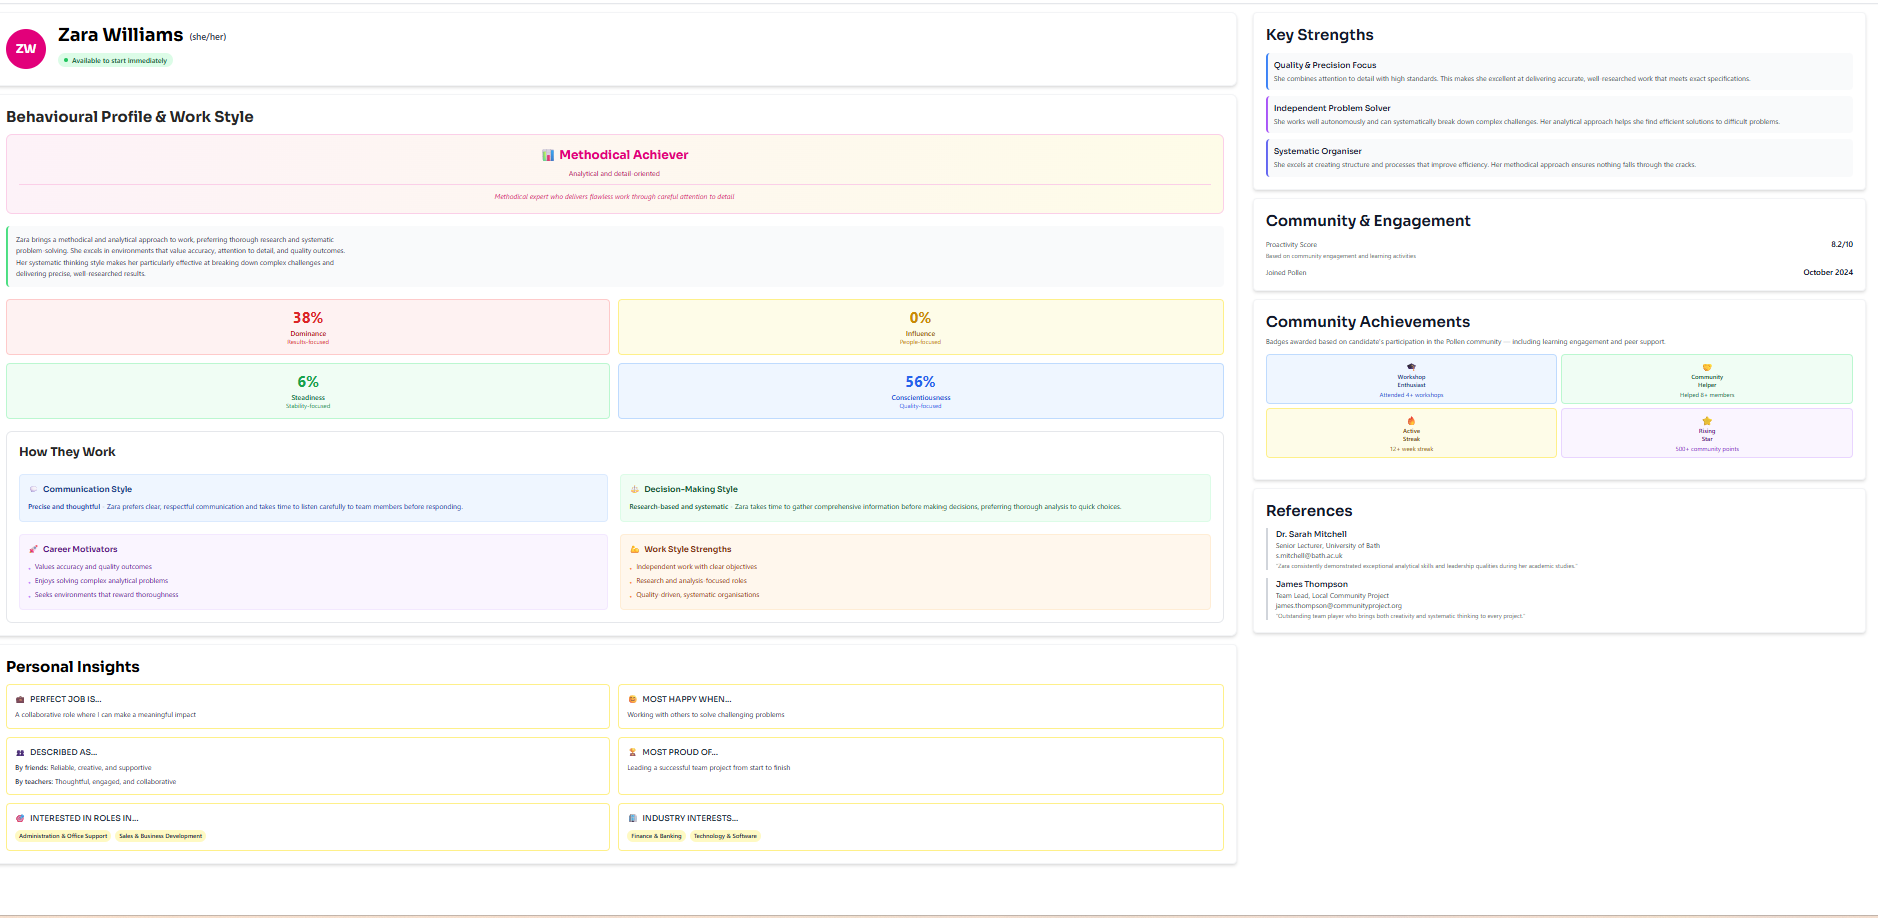 ZW
Zara Williams (she/her)
Available to start immediately
Behavioural Profile & Work Style
Methodical Achiever
Analytical and detail-oriented
Methodical expert who delivers flawless work through careful attention to detail
Zara brings a methodical and analytical approach to work, preferring thorough research and systematic
problem-solving. She excels in environments that value accuracy, attention to detail, and quality outcomes.
Her systematic thinking style makes her particularly effective at breaking down complex challenges and
delivering precise, well-researched results.
38%
Dominance
Results-focused
0%
Influence
People-focused
6%
Steadiness
Stability-focused
56%
Conscientiousness
Quality-focused
How They Work
Communication Style
Precise and thoughtful - Zara prefers clear, respectful communication and takes time to listen carefully to team members before responding.
Decision-Making Style
Research-based and systematic - Zara takes time to gather comprehensive information before making decisions, preferring thorough analysis to quick choices.
Career Motivators
• Values accuracy and quality outcomes
• Enjoys solving complex analytical problems
• Seeks environments that reward thoroughness
Work Style Strengths
• Independent work with clear objectives
• Research and analysis-focused roles
• Quality-driven, systematic organisations
Personal Insights
PERFECT JOB IS...
A collaborative role where I can make a meaningful impact
MOST HAPPY WHEN...
Working with others to solve challenging problems
DESCRIBED AS...
By friends: Reliable, creative, and supportive
By teachers: Thoughtful, engaged, and collaborative
MOST PROUD OF...
Leading a successful team project from start to finish
INTERESTED IN ROLES IN...
Administration & Office Support Sales & Business Development
INDUSTRY INTERESTS...
Finance & Banking Technology & Software
Key Strengths
Quality & Precision Focus
She combines attention to detail with high standards. This makes she excellent at delivering accurate, well-researched work that meets exact specifications.
Independent Problem Solver
She works well autonomously and can systematically break down complex challenges. Her analytical approach helps she find efficient solutions to difficult problems.
Systematic Organiser
She excels at creating structure and processes that improve efficiency. Her methodical approach ensures nothing falls through the cracks.
Community & Engagement
Proactivity Score 8.2/10
Based on community engagement and learning activities
Joined Pollen October 2024
Community Achievements
Badges awarded based on candidate's participation in the Pollen community — including learning engagement and peer support.
Workshop
Enthusiast
Attended 4+ workshops
Community
Helper
Helped 8+ members
Active
Streak
12+ week streak
Rising
Star
500+ community points
References
Dr. Sarah Mitchell
Senior Lecturer, University of Bath
s.mitchell@bath.ac.uk
"Zara consistently demonstrated exceptional analytical skills and leadership qualities during her academic studies."
James Thompson
Team Lead, Local Community Project
james.thompson@communityproject.org
"Outstanding team player who brings both creativity and systematic thinking to every project."